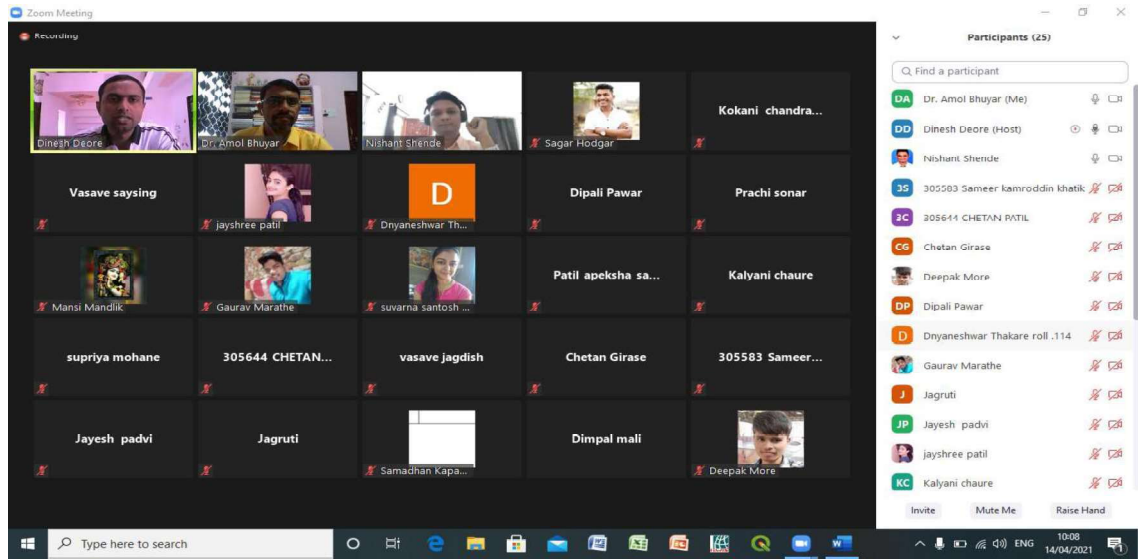 Zoom Meeting
Recording
Dinesh Deore
Dr. Amol Bhuyar
Nishant Shende
Sagar Hodgar
Kokani chandra...
Vasave saysing
jayshree patil
D
Dnyaneshwar Th...
Dipali Pawar
Prachi sonar
Mansi Mandlik
Gaurav Marathe
suvarna santosh ...
Patil apeksha sa...
Kalyani chaure
supriya mohane
305644 CHETAN...
vasave jagdish
Chetan Girase
305583 Sameer...
Jayesh padvi
Jagruti
Samadhan Kapa...
Dimpal mali
Deepak More
Participants (25)
Find a participant
DA Dr. Amol Bhuyar (Me)
DD Dinesh Deore (Host)
Nishant Shende
3S 305583 Sameer kamroddin khatik
3C 305644 CHETAN PATIL
CG Chetan Girase
Deepak More
DP Dipali Pawar
D Dnyaneshwar Thakare roll .114
Gaurav Marathe
J Jagruti
JP Jayesh padvi
jayshree patil
KC Kalyani chaure
Invite Mute Me Raise Hand
Type here to search
ENG
10:08
14/04/2021